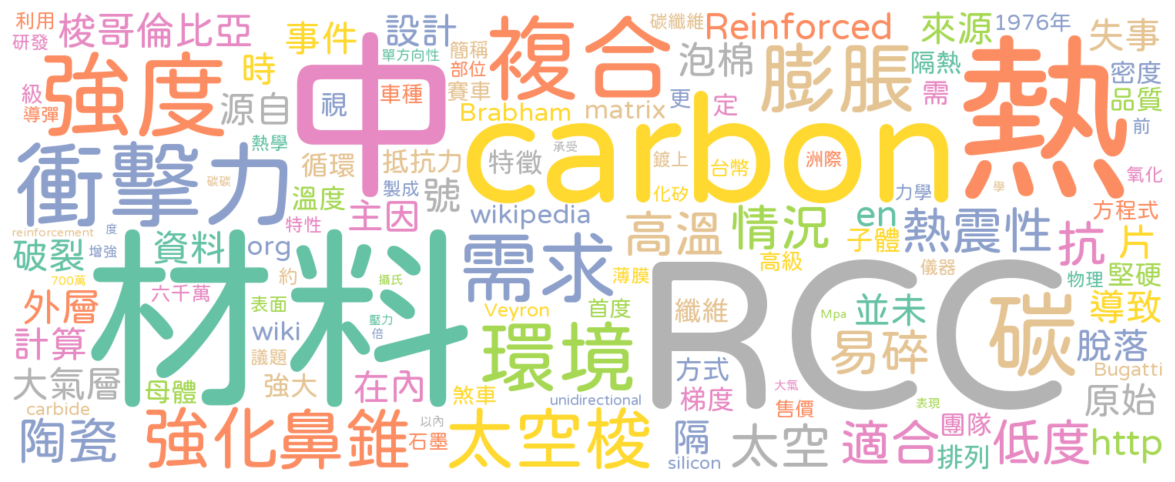 利用
梭哥倫比亞
事件
設計
簡稱
碳纖維
Reinforced
來源
1976年
失事
研發
單方向性
部位
複合
泡棉
膨脹
隔熱
密度
級
強度
時
中
車種
賽車
更
定
需
熱
品質
導彈
源自
視
Brabham
matrix
前
衝擊力
熱學
循環
抵抗力
特徵
承受
carbon
鍍上
台幣
洲際
氧化
碳碳
溫度
製成
號
化矽
力學
學
reinforcement
度
特性
主因
wikipedia
高溫
情況
en
子體
熱震性
抗
方程式
片
破裂
增強
資料
org
需求
薄膜
高級
儀器
物理
堅硬
700萬
六千萬
約
攝氏
材料
RCC
碳
外層
表面
wiki
壓力
Veyron
首度
纖維
Mpa
並未
導致
計算
議題
倍
環境
易碎
脫落
大氣層
母體
強大
在內
煞車
unidirectional
方式
梯度
大氣
售價
表現
Bugatti
原始
carbide
陶瓷
強化鼻錐
以內
石墨
太空梭
隔
silicon
太空
適合
團隊
排列
低度
http